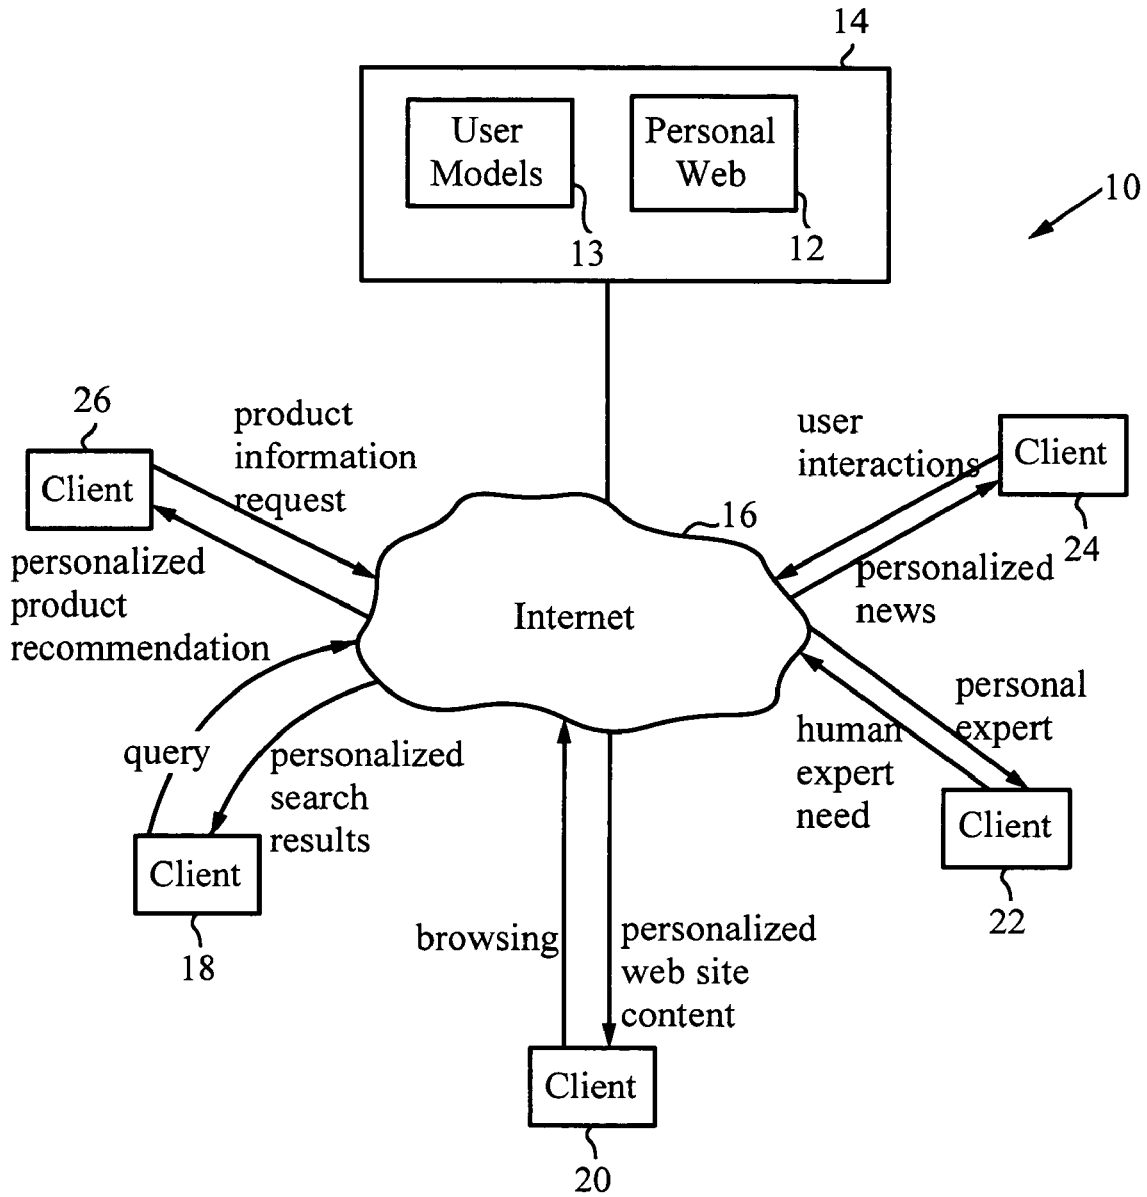 14
User
Models
Personal
Web
13
12
10
26
Client
product
information
request
user
interactions
Client
24
16
personalized
product
recommendation
Internet
personalized
news
query
personalized
search
results
Client
18
human
expert
need
personal
expert
Client
22
browsing
personalized
web site
content
Client
20